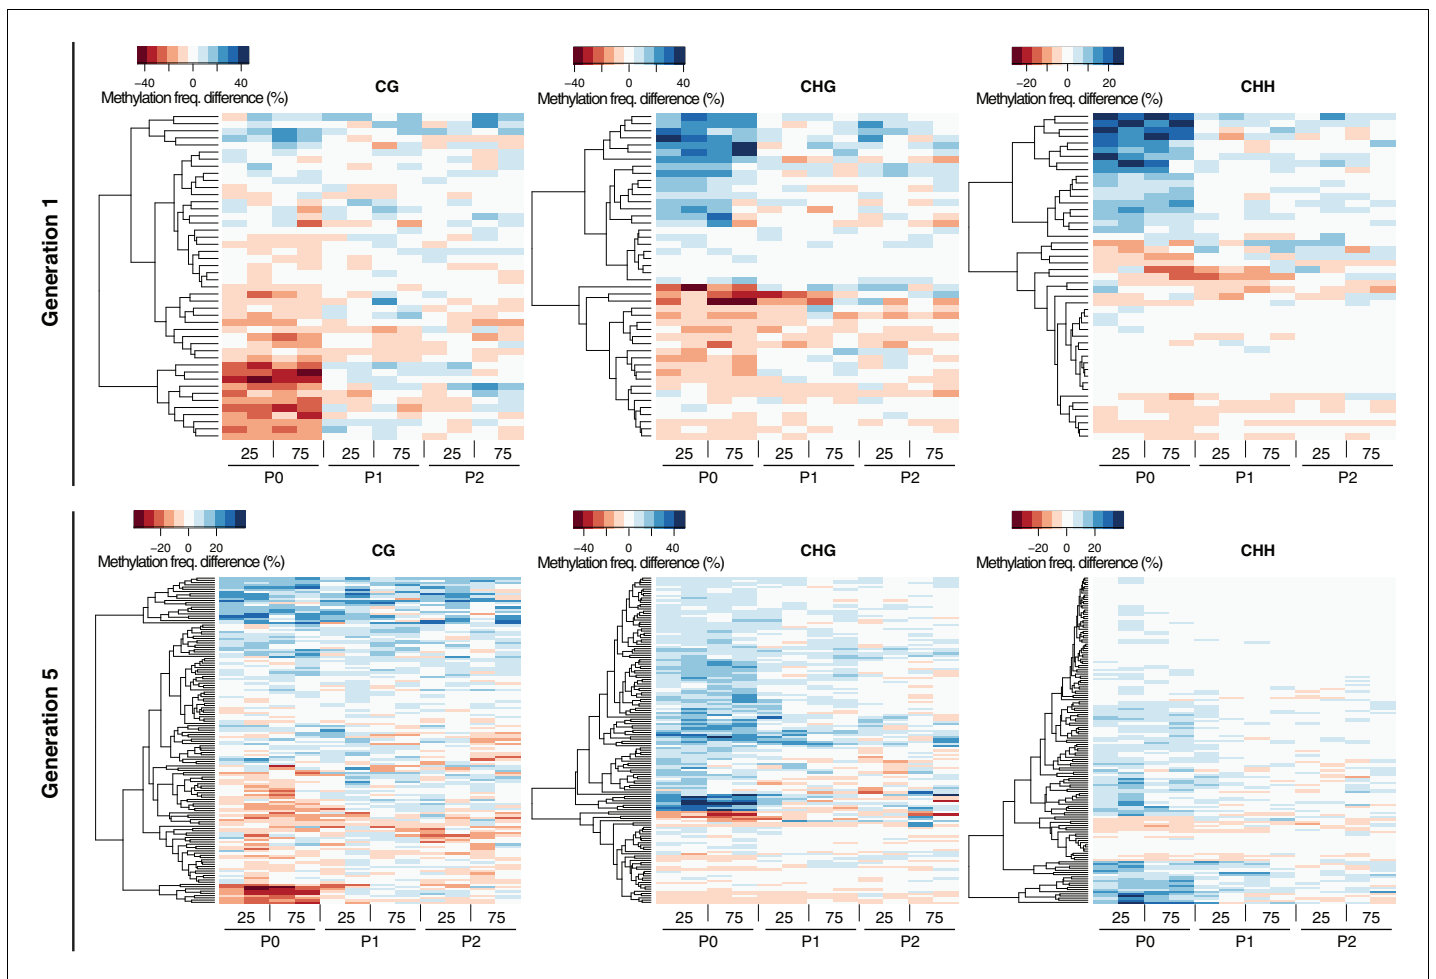 Generation 1
−40 0 40
Methylation freq. difference (%)
CG
−40 0 40
Methylation freq. difference (%)
CHG
−20 0 20
Methylation freq. difference (%)
CHH
25 75 25 75 25 75
P0 P1 P2
25 75 25 75 25 75
P0 P1 P2
25 75 25 75 25 75
P0 P1 P2
Generation 5
−20 0 20
Methylation freq. difference (%)
CG
−40 0 40
Methylation freq. difference (%)
CHG
−20 0 20
Methylation freq. difference (%)
CHH
25 75 25 75 25 75
P0 P1 P2
25 75 25 75 25 75
P0 P1 P2
25 75 25 75 25 75
P0 P1 P2